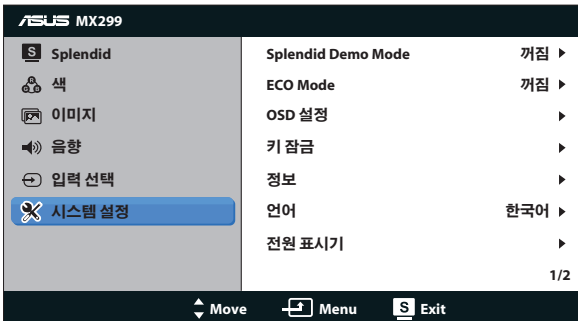 ASUS MX299
S Splendid
색
이미지
음향
입력 선택
시스템 설정
Splendid Demo Mode 꺼짐
ECO Mode 꺼짐
OSD 설정
키 잠금
정보
언어 한국어
전원 표시기
1/2
Move Menu S Exit